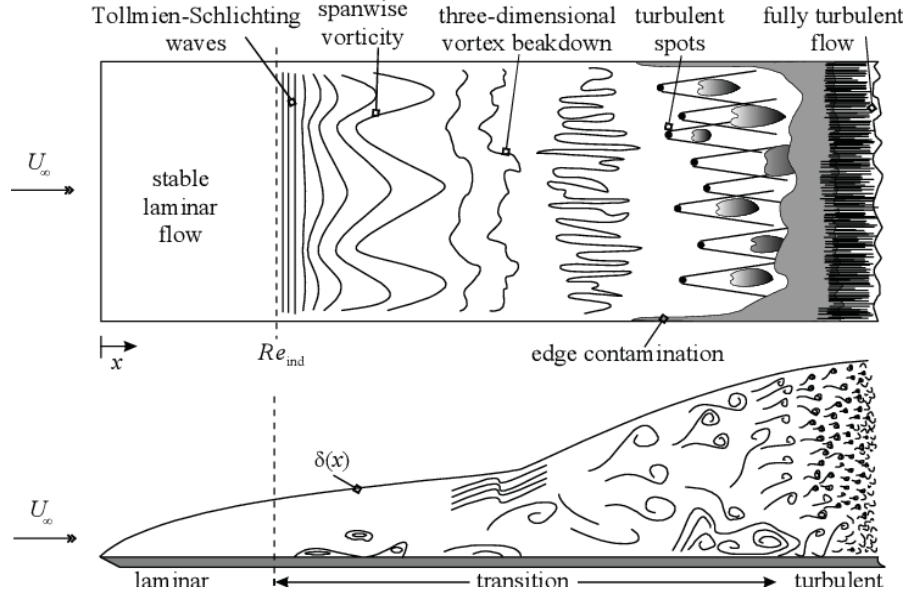 Tollmien-Schlichting
waves
spanwise
vorticity
three-dimensional
vortex beakdown
turbulent
spots
fully turbulent
flow
U∞
stable
laminar
flow
x
Re_ind
edge contamination
δ(x)
U∞
laminar
transition
turbulent